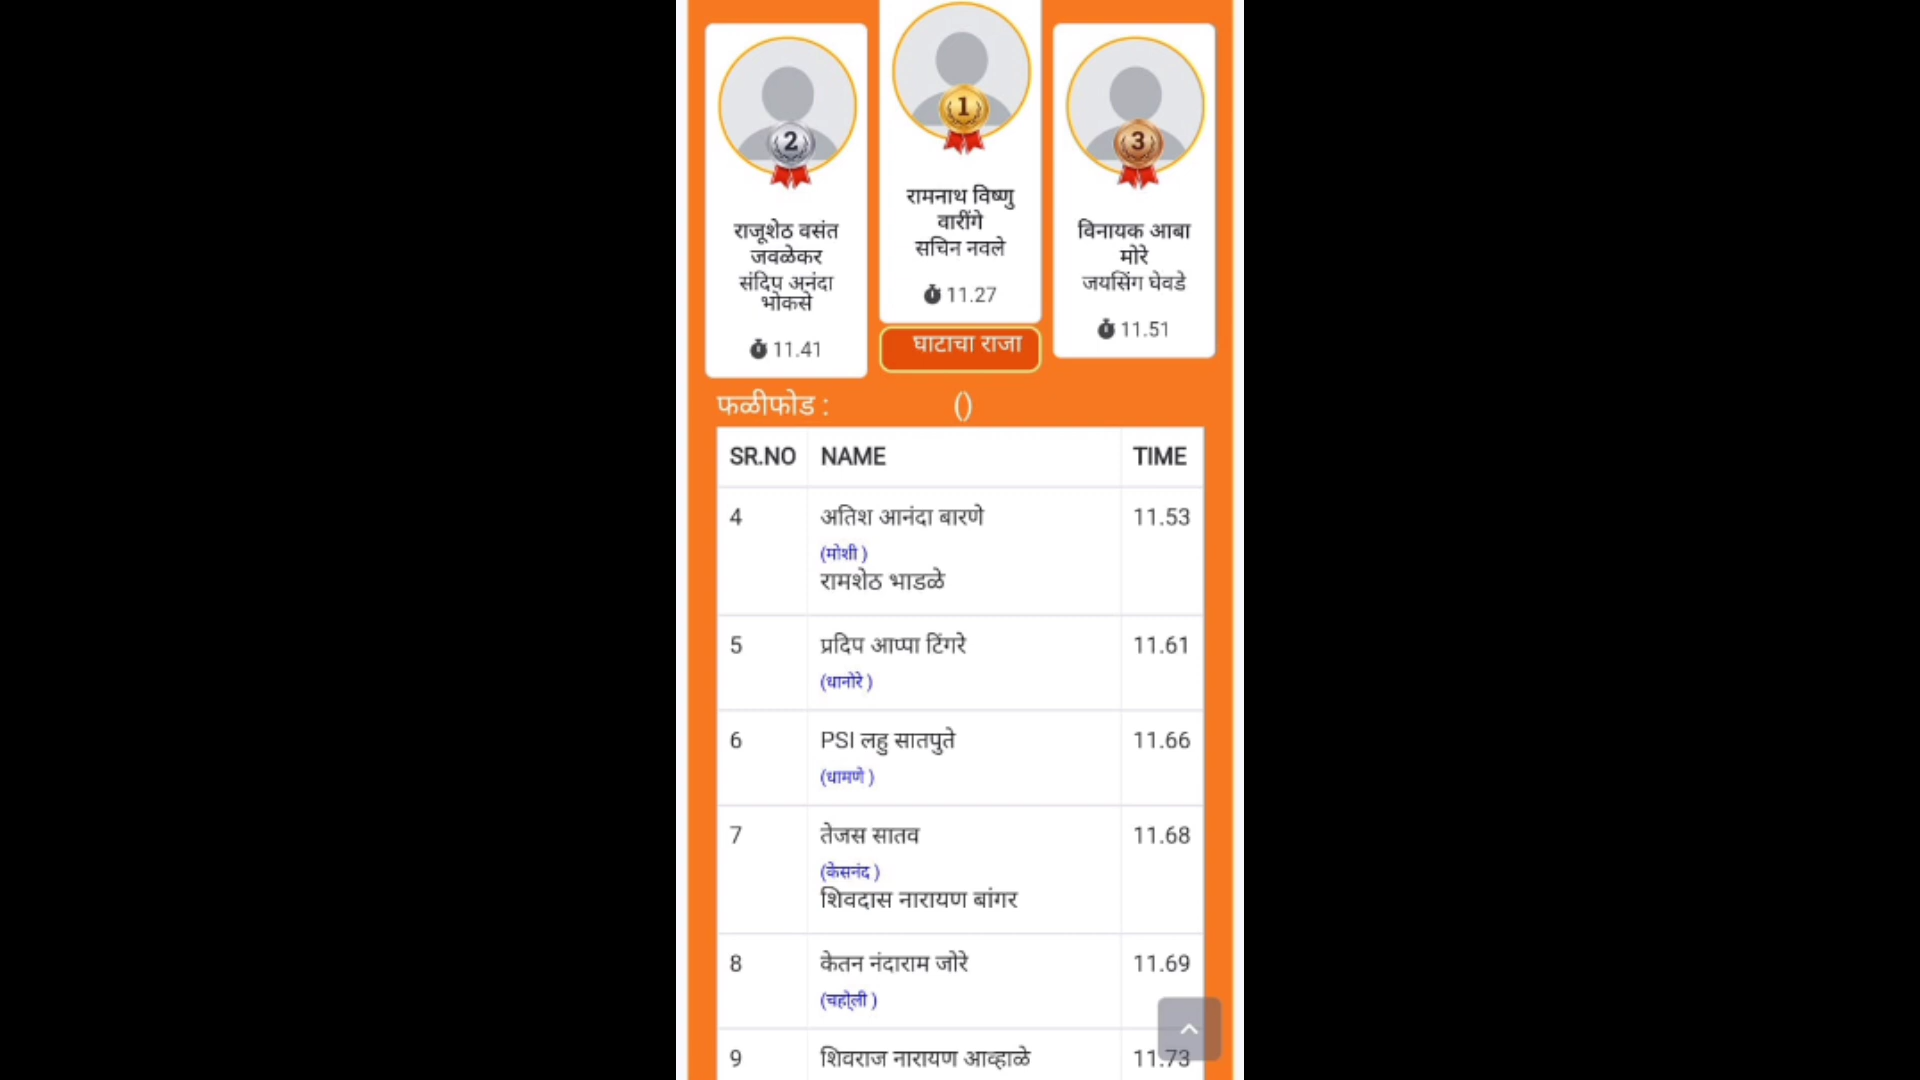 2
राजूशेठ वसंत
जवळेकर
संदिप अनंदा
भोकसे
11.41
1
रामनाथ विष्णु
वारींगे
सचिन नवले
11.27
घाटाचा राजा
3
विनायक आबा
मोरे
जयसिंग घेवडे
11.51
फळीफोड : ()
SR.NO NAME TIME
4 अतिश आनंदा बारणे 11.53
(मोशी )
रामशेठ भाडळे
5 प्रदिप आप्पा टिंगरे 11.61
(धानोरे )
6 PSI लहु सातपुते 11.66
(धामणे )
7 तेजस सातव 11.68
(केसनंद )
शिवदास नारायण बांगर
8 केतन नंदाराम जोरे 11.69
(चहोृली )
9 शिवराज नारायण आव्हाळे 11.73